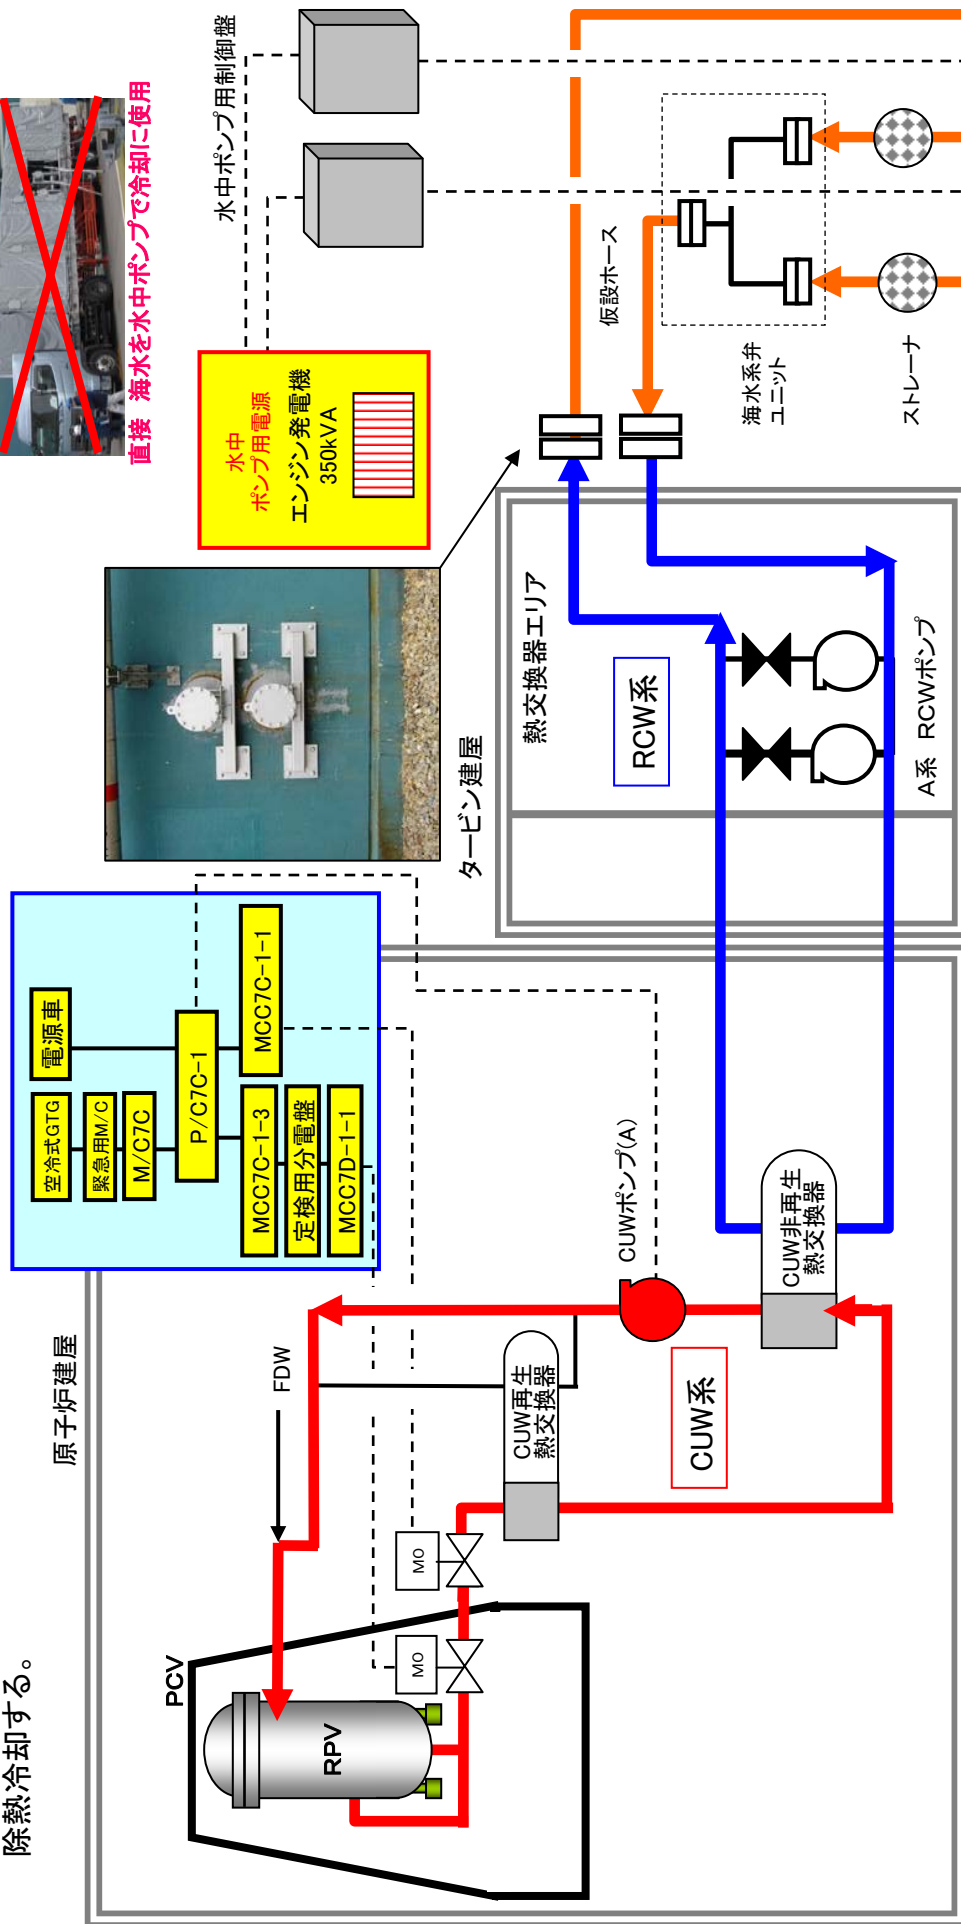 除熱冷却する。
直接 海水を水中ポンプで冷却に使用
水中ポンプ用制御盤
水中
ポンプ用電源
エンジン発電機
350kVA
仮設ホース
海水系弁
ユニット
ストレーナ
タービン建屋
熱交換器エリア
RCW系
A系 RCWポンプ
原子炉建屋
空冷式GTG
緊急用M/C
M/C7C
電源車
P/C7C-1
MCC7C-1-1
MCC7C-1-3
定検用分電盤
MCC7D-1-1
FDW
CUWポンプ(A)
CUW再生
熱交換器
CUW系
CUW非再生
熱交換器
PCV
RPV
MO
MO